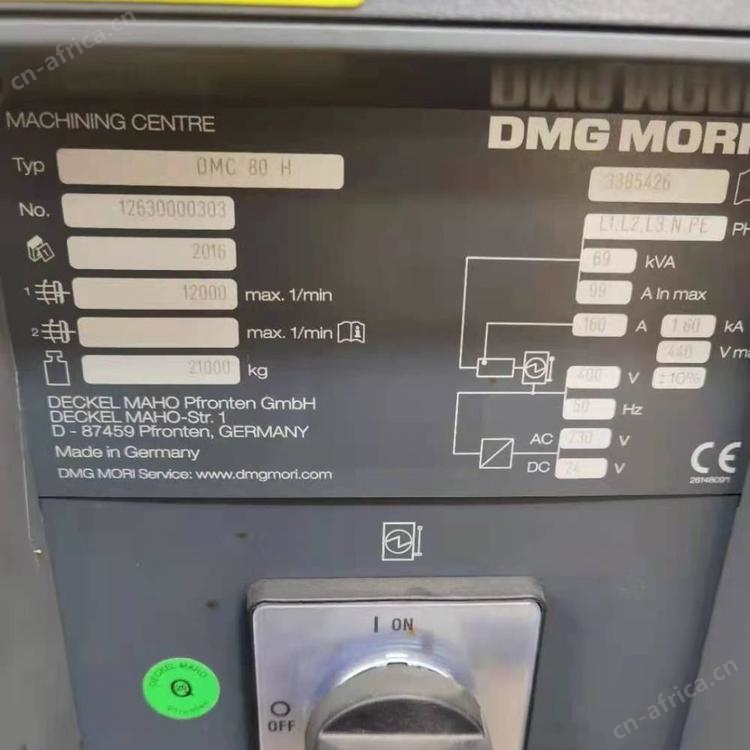 cn-africa.cn
DMG MORI
MACHINING CENTRE
DMG MORI
Typ DMC 80 H
3885426
No. 12630000303
L1,L2,L3,N,PE PH
2016
69 kVA
1 12000 max. 1/min
99 A In max
2 max. 1/min
160 A 1.60 kA
440 V ma
21000 kg
400 V ±10%
50 Hz
DECKEL MAHO Pfronten GmbH
DECKEL MAHO-Str. 1
D - 87459 Pfronten, GERMANY
AC 230 V
Made in Germany
DC 24 V
DMG MORI Service: www.dmgmori.com
CE
I ON
DECKEL MAHO
Pfronten
O
OFF
cn-africa.cn